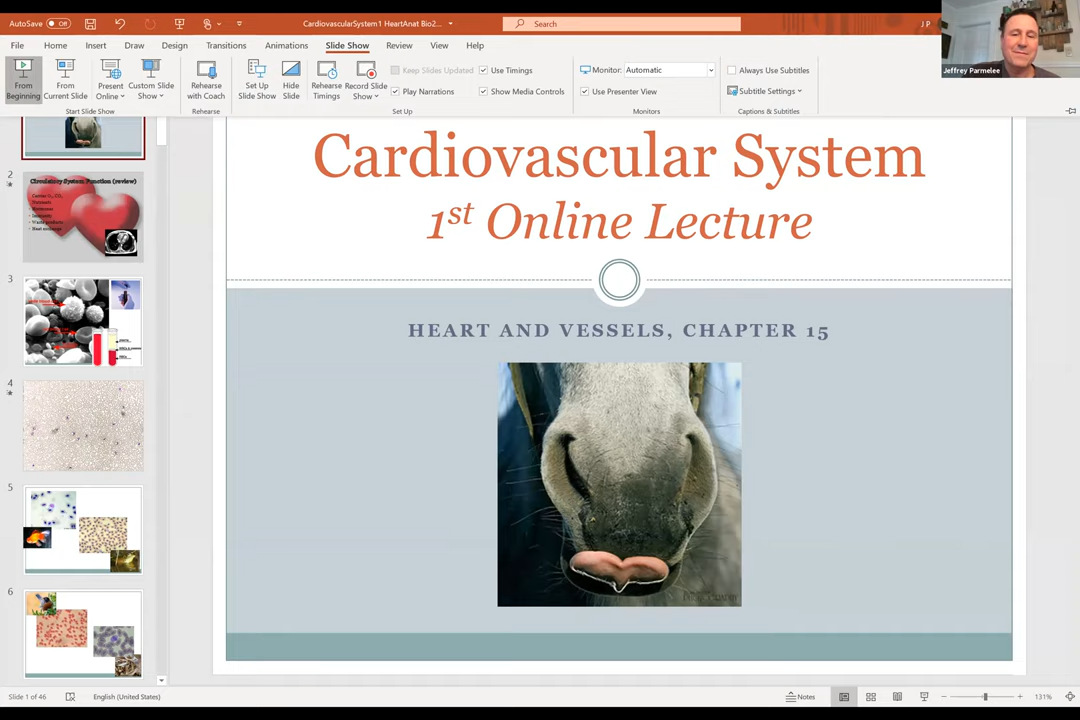 AutoSave Off
CardiovascularSystem1 HeartAnat Bio2...
Search
J P
File Home Insert Draw Design Transitions Animations Slide Show Review View Help
Jeffrey Parmelee
From Beginning
From Current Slide
Present Online
Custom Slide Show
Start Slide Show
Rehearse with Coach
Rehearse
Set Up Slide Show
Hide Slide
Rehearse Timings
Record Slide Show
Keep Slides Updated
Play Narrations
Use Timings
Show Media Controls
Set Up
Monitor: Automatic
Use Presenter View
Monitors
Always Use Subtitles
Subtitle Settings
Captions & Subtitles
2
Circulatory System Function (review)
3
4
5
6
Cardiovascular System
1st Online Lecture
HEART AND VESSELS, CHAPTER 15
Slide 1 of 46
English (United States)
Notes
131%